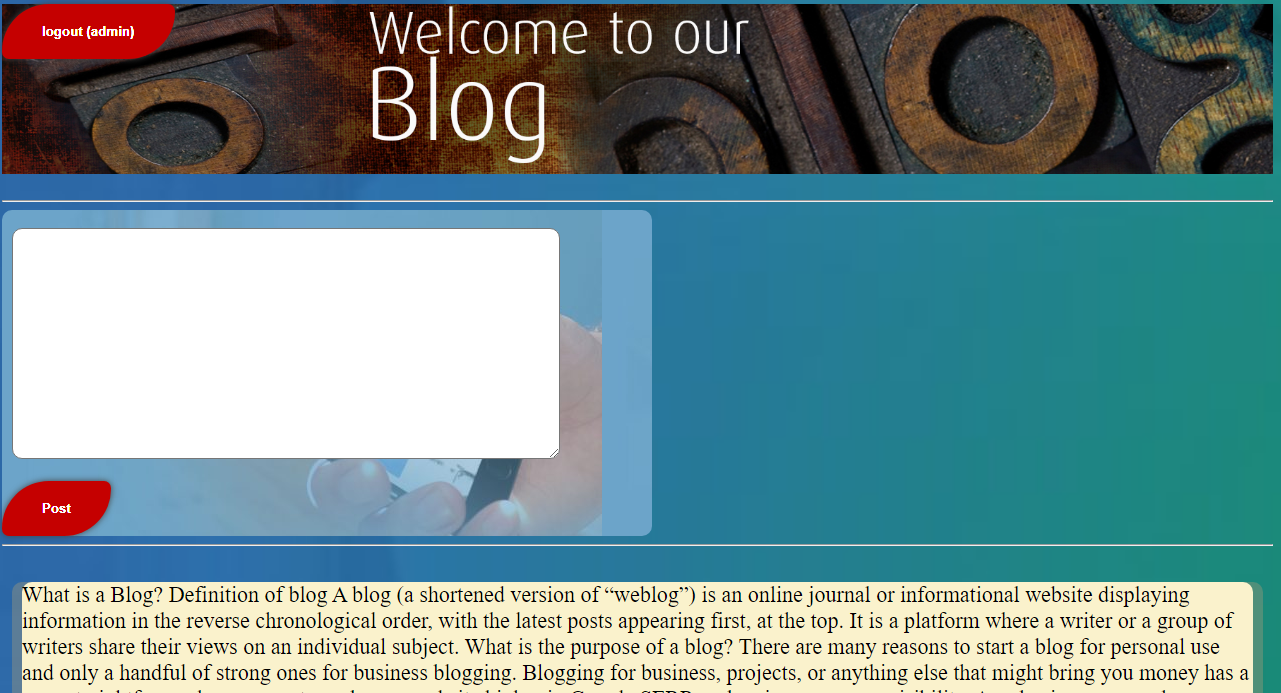 logout (admin)
Welcome to our
Blog
Post
What is a Blog? Definition of blog A blog (a shortened version of “weblog”) is an online journal or informational website displaying
information in the reverse chronological order, with the latest posts appearing first, at the top. It is a platform where a writer or a group of
writers share their views on an individual subject. What is the purpose of a blog? There are many reasons to start a blog for personal use
and only a handful of strong ones for business blogging. Blogging for business, projects, or anything else that might bring you money has a